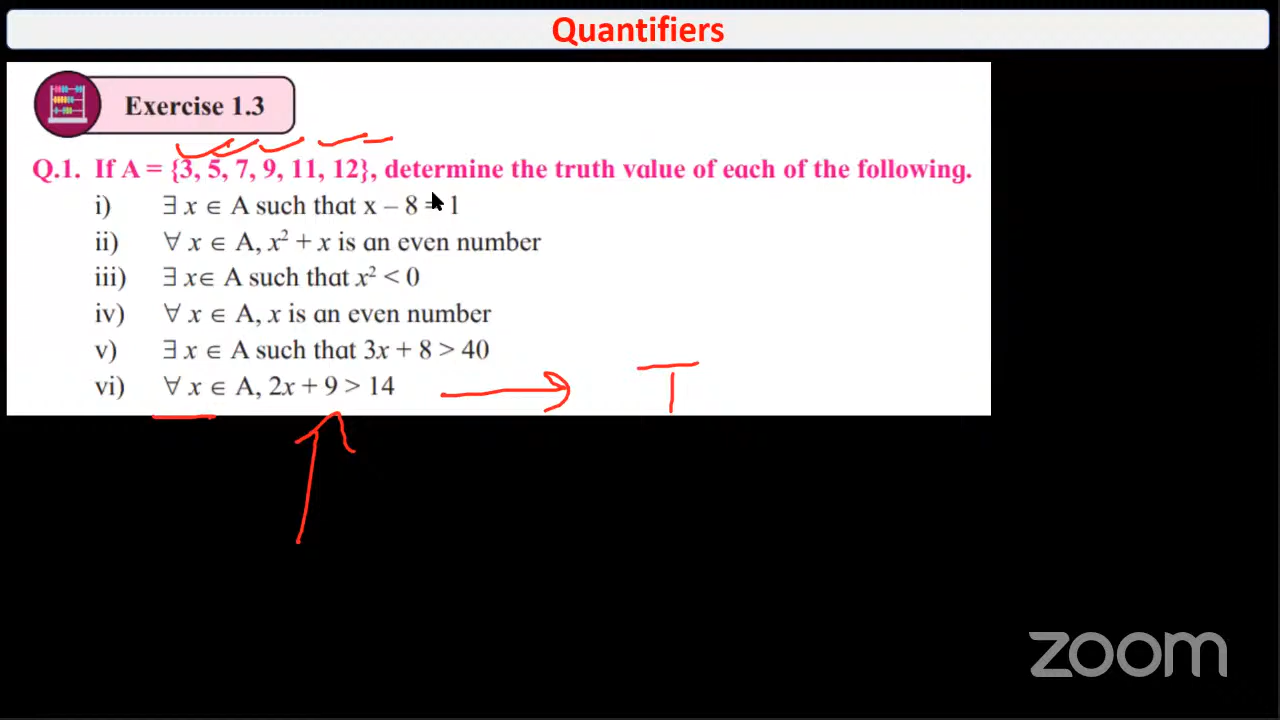 Quantifiers
Exercise 1.3
Q.1. If A = {3, 5, 7, 9, 11, 12}, determine the truth value of each of the following.
i) ∃ x ∈ A such that x – 8 = 1
ii) ∀ x ∈ A, x² + x is an even number
iii) ∃ x∈ A such that x² < 0
iv) ∀ x ∈ A, x is an even number
v) ∃ x ∈ A such that 3x + 8 > 40
vi) ∀ x ∈ A, 2x + 9 > 14 → T
zoom